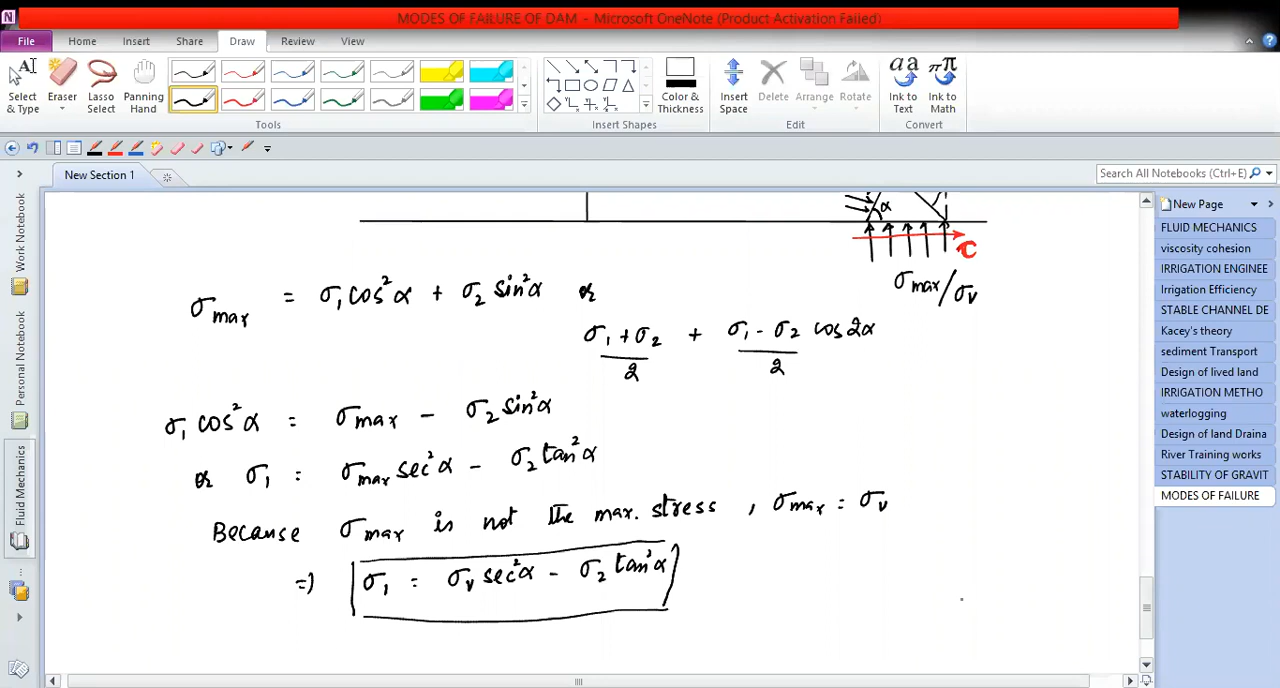 MODES OF FAILURE OF DAM - Microsoft OneNote (Product Activation Failed)
File Home Insert Share Draw Review View
Select & Type
Eraser
Lasso Select
Panning Hand
Color & Thickness
Insert Space
Delete
Arrange
Rotate
Ink to Text
Ink to Math
Tools
Insert Shapes
Edit
Convert
New Section 1
Search All Notebooks (Ctrl+E)
Work Notebook
Personal Notebook
Fluid Mechanics
New Page
FLUID MECHANICS
viscosity cohesion
IRRIGATION ENGINEE
Irrigation Efficiency
STABLE CHANNEL DE
Kacey's theory
sediment Transport
Design of lived land
IRRIGATION METHO
waterlogging
Design of land Draina
River Training works
STABILITY OF GRAVIT
MODES OF FAILURE
α
τ
σmax/σv
σmax = σ1 cos²α + σ2 sin²α or
(σ1 + σ2)/2 + (σ1 - σ2)/2 cos2α
σ1 cos²α = σmax - σ2 sin²α
or σ1 = σmax sec²α - σ2 tan²α
Because σmax is not the max. stress, σmax = σv
=) σ1 = σv sec²α - σ2 tan²α